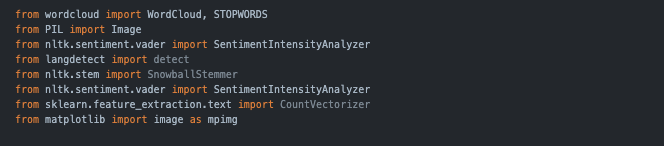 from wordcloud import WordCloud, STOPWORDS
from PIL import Image
from nltk.sentiment.vader import SentimentIntensityAnalyzer
from langdetect import detect
from nltk.stem import SnowballStemmer
from nltk.sentiment.vader import SentimentIntensityAnalyzer
from sklearn.feature_extraction.text import CountVectorizer
from matplotlib import image as mpimg